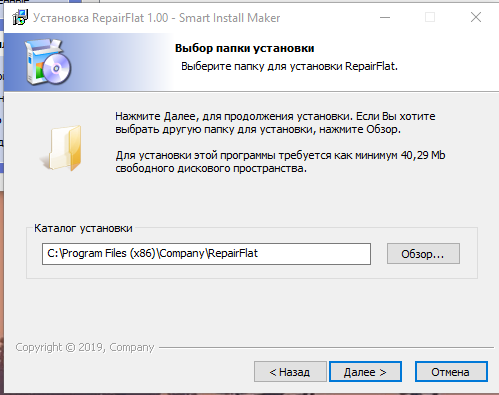 Установка RepairFlat 1.00 - Smart Install Maker
Выбор папки установки
Выберите папку для установки RepairFlat.
Нажмите Далее, для продолжения установки. Если Вы хотите
выбрать другую папку для установки, нажмите Обзор.
Для установки этой программы требуется как минимум 40,29 Mb
свободного дискового пространства.
Каталог установки
C:\Program Files (x86)\Company\RepairFlat
Обзор...
Copyright © 2019, Company
< Назад
Далее >
Отмена